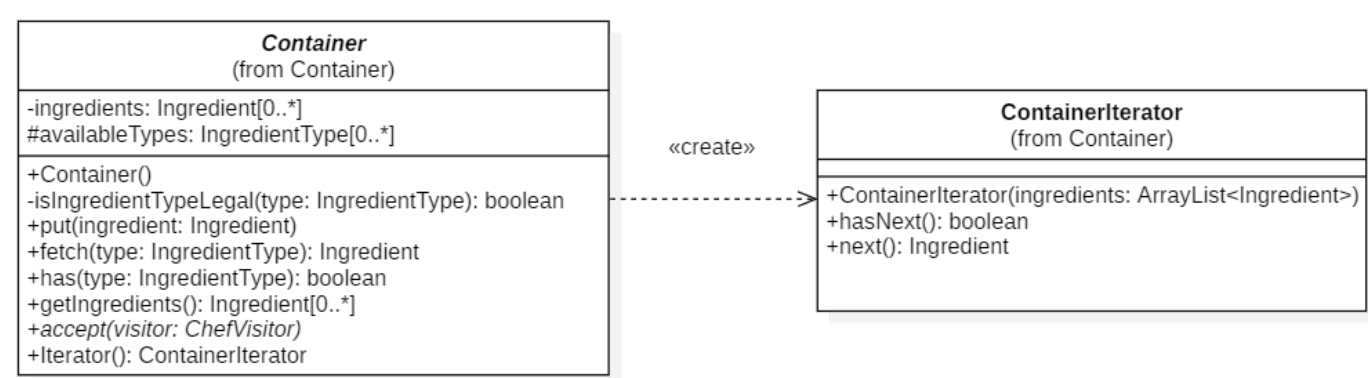 Container
(from Container)
-ingredients: Ingredient[0..*]
#availableTypes: IngredientType[0..*]
+Container()
-isIngredientTypeLegal(type: IngredientType): boolean
+put(ingredient: Ingredient)
+fetch(type: IngredientType): Ingredient
+has(type: IngredientType): boolean
+getIngredients(): Ingredient[0..*]
+accept(visitor: ChefVisitor)
+Iterator(): ContainerIterator
«create»
ContainerIterator
(from Container)
+ContainerIterator(ingredients: ArrayList<Ingredient>)
+hasNext(): boolean
+next(): Ingredient